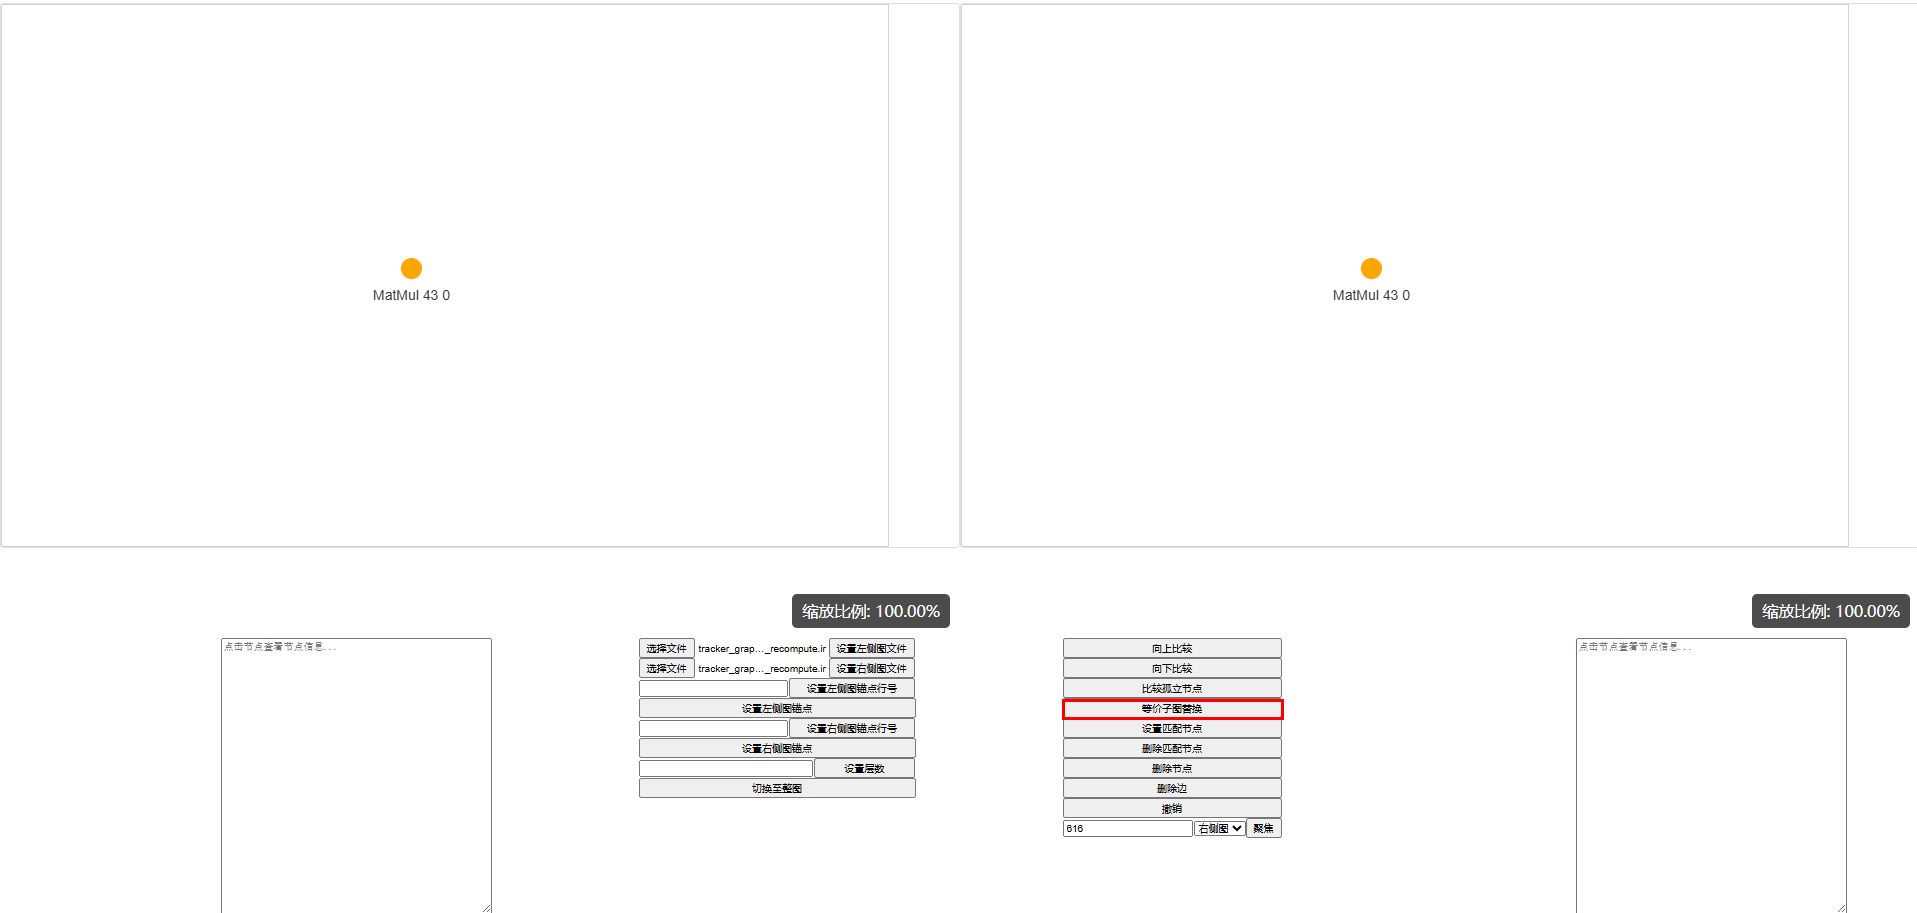 MatMul 43 0
MatMul 43 0
缩放比例: 100.00%
缩放比例: 100.00%
点击节点查看节点信息...
选择文件 tracker_grap..._recompute.ir 设置左侧图文件
选择文件 tracker_grap..._recompute.ir 设置右侧图文件
设置左侧图锚点行号
设置左侧图锚点
设置右侧图锚点行号
设置右侧图锚点
设置层数
切换至整图
向上比较
向下比较
比较孤立节点
等价子图替换
设置匹配节点
删除匹配节点
删除节点
删除边
撤销
616 右侧图 聚焦
点击节点查看节点信息...